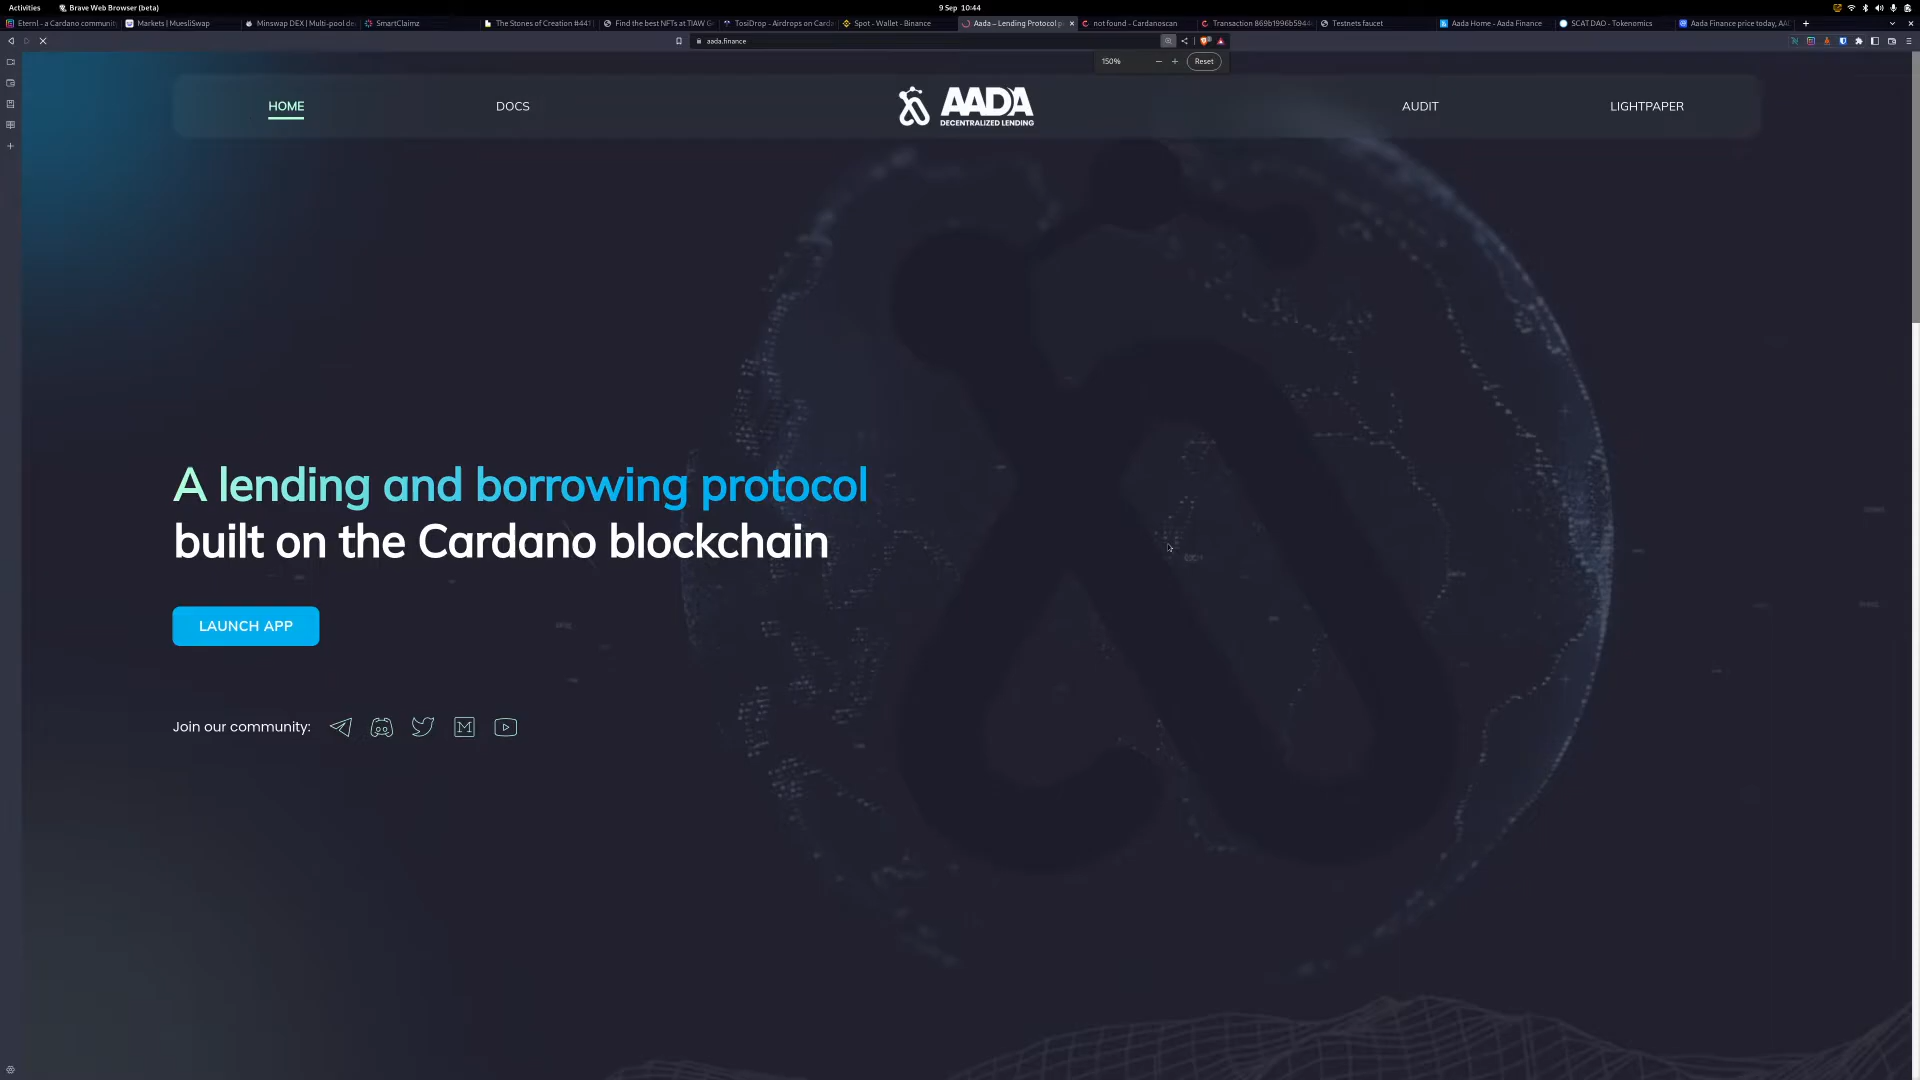 Activities
Brave Web Browser (beta)
9 Sep 10:44
Eternl - a Cardano communit
Markets | MuesliSwap
Minswap DEX | Multi-pool de
SmartClaimz
The Stones of Creation #441
Find the best NFTs at TIAW G
TosiDrop - Airdrops on Card
Spot - Wallet - Binance
Aada – Lending Protocol p
not found - Cardanoscan
Transaction 869b1996b5944
Testnets faucet
Aada Home - Aada Finance
SCAT DAO - Tokenomics
Aada Finance price today, AA
aada.finance
150%
Reset
HOME
DOCS
AADA
DECENTRALIZED LENDING
AUDIT
LIGHTPAPER
A lending and borrowing protocol
built on the Cardano blockchain
LAUNCH APP
Join our community: